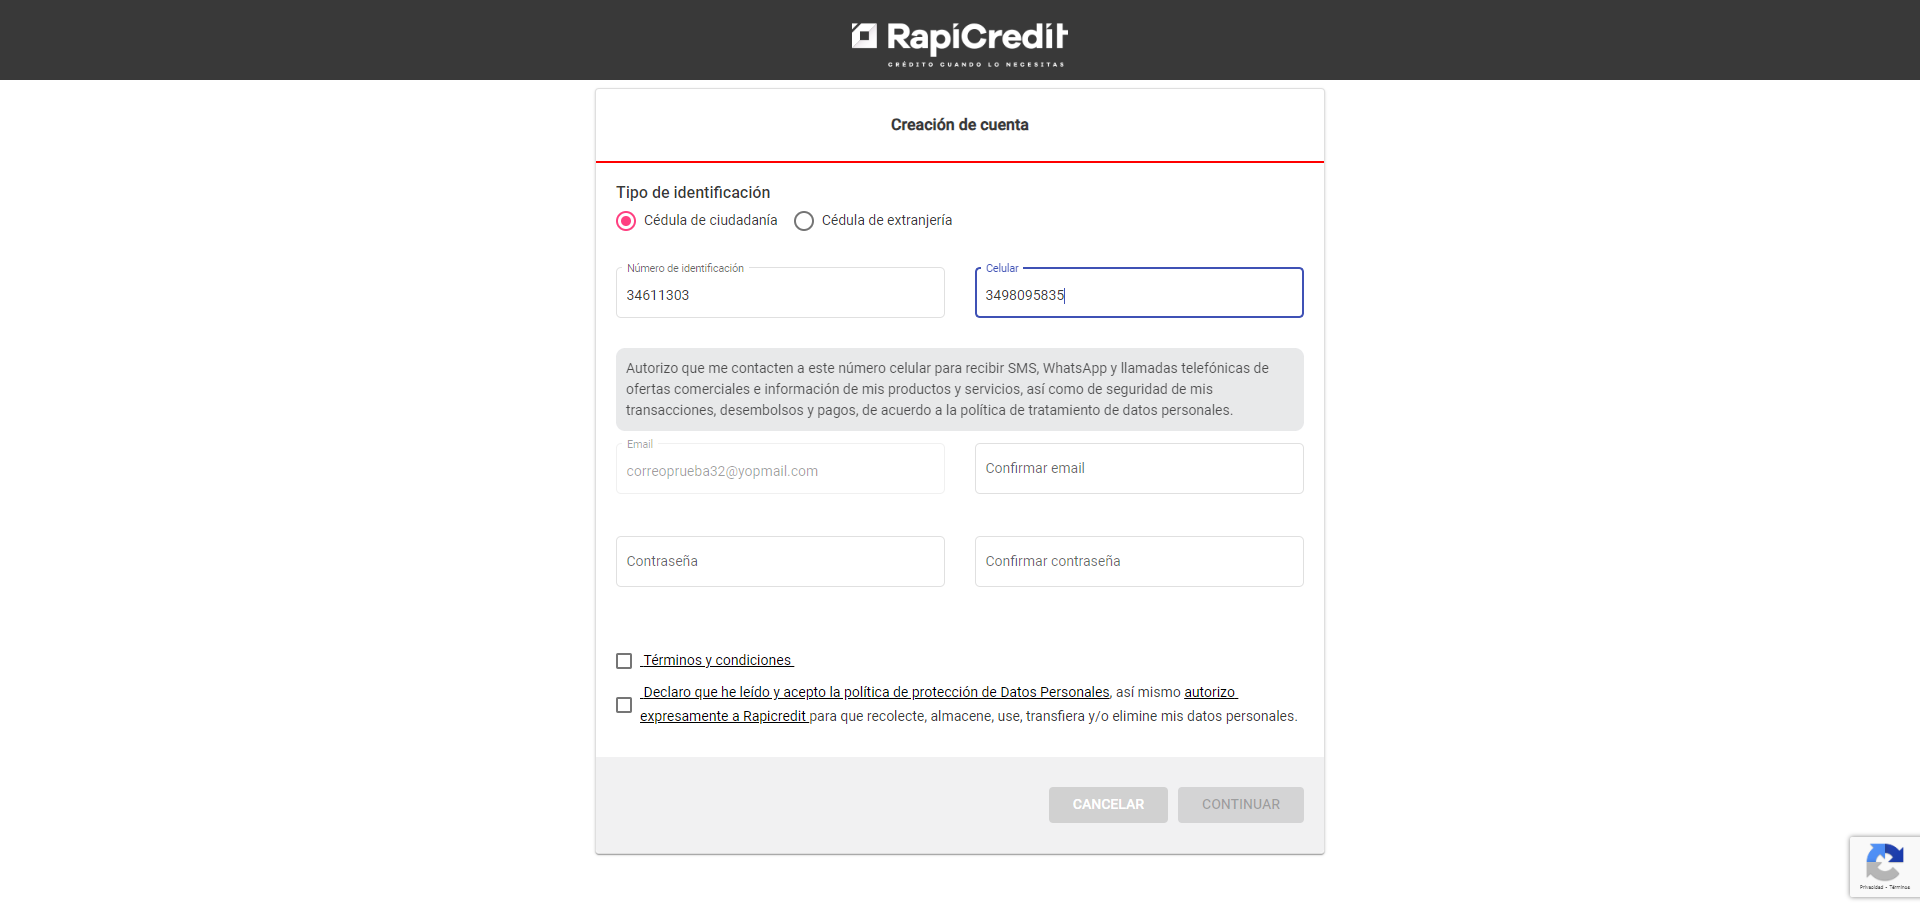 RapiCredit
CRÉDITO CUANDO LO NECESITAS
Creación de cuenta
Tipo de identificación
Cédula de ciudadanía Cédula de extranjería
Número de identificación Celular
34611303 3498095835
Autorizo que me contacten a este número celular para recibir SMS, WhatsApp y llamadas telefónicas de
ofertas comerciales e información de mis productos y servicios, así como de seguridad de mis
transacciones, desembolsos y pagos, de acuerdo a la política de tratamiento de datos personales.
Email
correoprueba32@yopmail.com Confirmar email
Contraseña Confirmar contraseña
Términos y condiciones
Declaro que he leído y acepto la política de protección de Datos Personales, así mismo autorizo
expresamente a Rapicredit para que recolecte, almacene, use, transfiera y/o elimine mis datos personales.
CANCELAR CONTINUAR
Privacidad - Términos